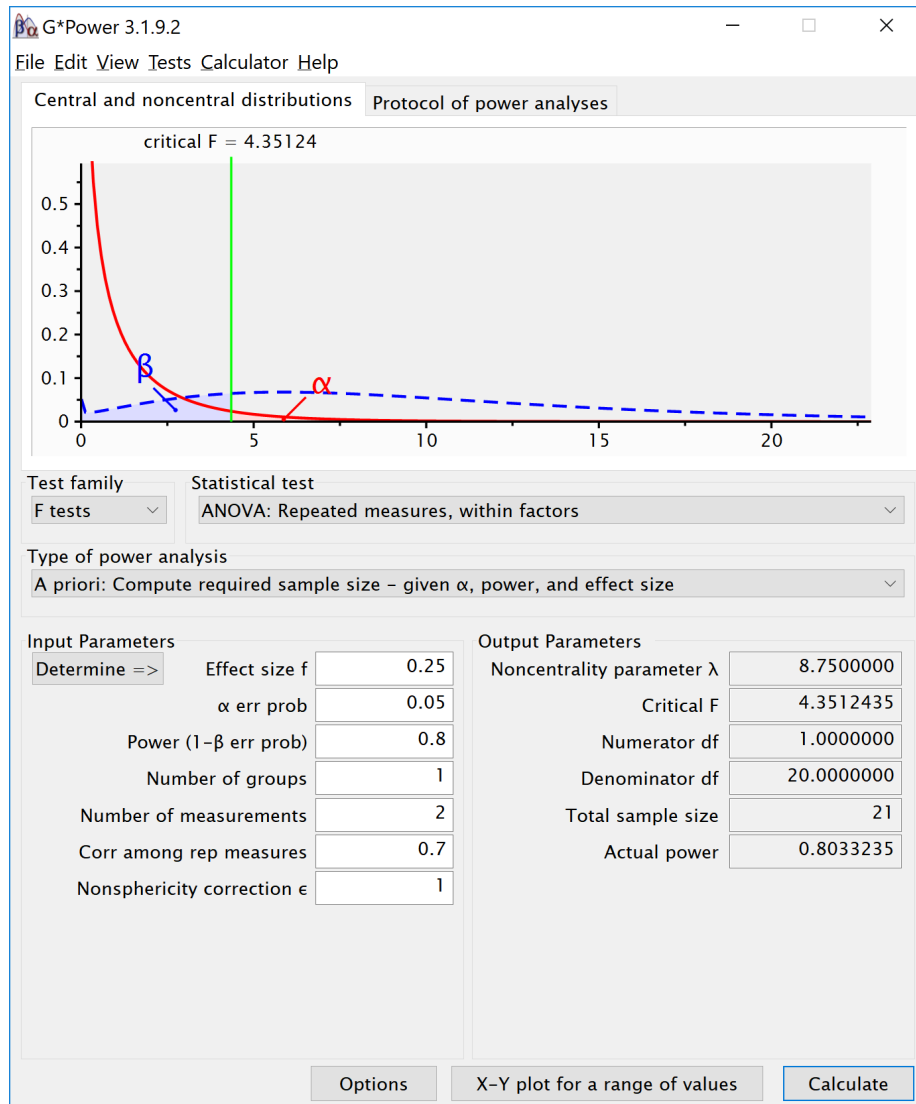 βα G*Power 3.1.9.2
File Edit View Tests Calculator Help
Central and noncentral distributions Protocol of power analyses
critical F = 4.35124
0.5
0.4
0.3
0.2
0.1
0
β
α
0 5 10 15 20
Test family Statistical test
F tests ANOVA: Repeated measures, within factors
Type of power analysis
A priori: Compute required sample size – given α, power, and effect size
Input Parameters
Determine => Effect size f 0.25
α err prob 0.05
Power (1-β err prob) 0.8
Number of groups 1
Number of measurements 2
Corr among rep measures 0.7
Nonsphericity correction ϵ 1
Output Parameters
Noncentrality parameter λ 8.7500000
Critical F 4.3512435
Numerator df 1.0000000
Denominator df 20.0000000
Total sample size 21
Actual power 0.8033235
Options X-Y plot for a range of values Calculate